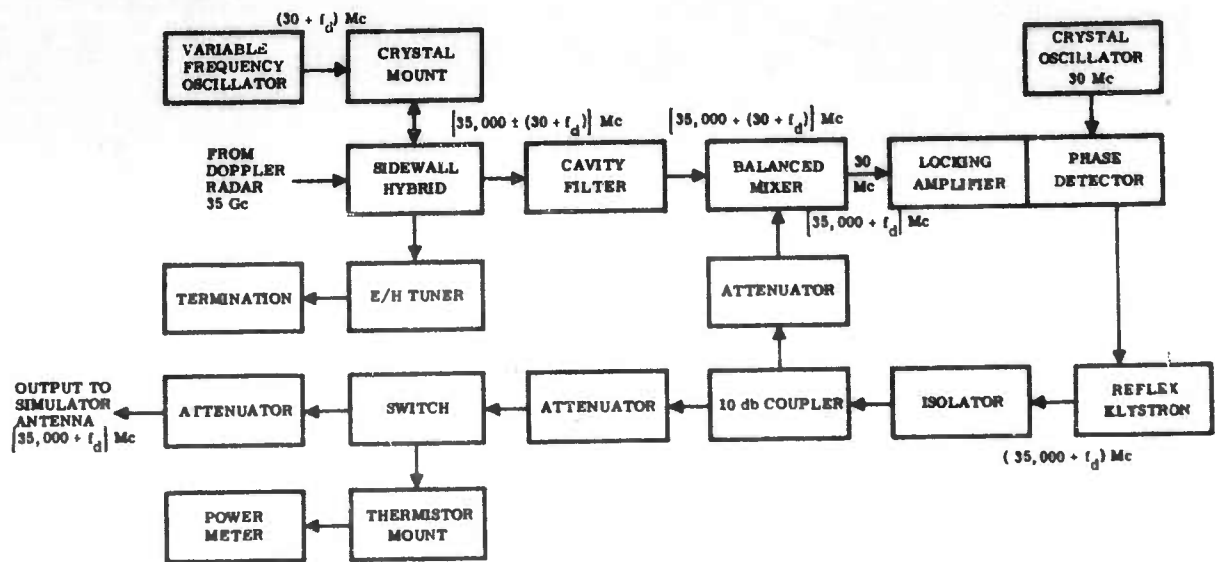 (30 + f_d) Mc
VARIABLE
FREQUENCY
OSCILLATOR
CRYSTAL
MOUNT
CRYSTAL
OSCILLATOR
30 Mc
[35,000 ± (30 + f_d)] Mc
[35,000 + (30 + f_d)] Mc
FROM
DOPPLER
RADAR
35 Gc
SIDEWALL
HYBRID
CAVITY
FILTER
BALANCED
MIXER
30
Mc
LOCKING
AMPLIFIER
PHASE
DETECTOR
[35,000 + f_d] Mc
TERMINATION
E/H TUNER
ATTENUATOR
OUTPUT TO
SIMULATOR
ANTENNA
[35,000 + f_d] Mc
ATTENUATOR
SWITCH
ATTENUATOR
10 db COUPLER
ISOLATOR
REFLEX
KLYSTRON
(35,000 + f_d) Mc
POWER
METER
THERMISTOR
MOUNT